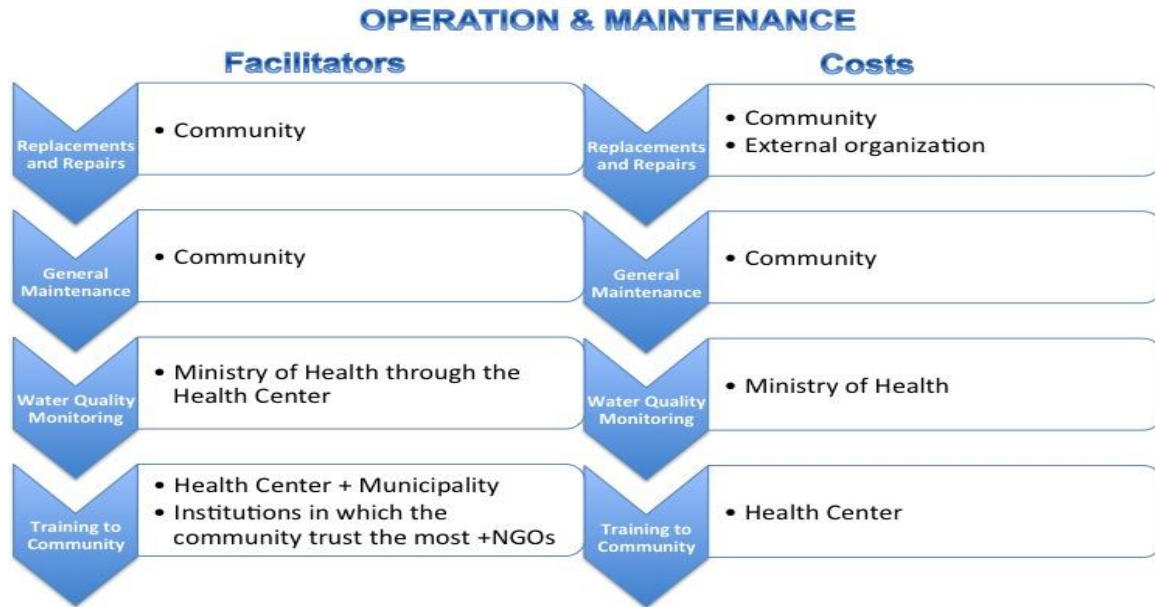 OPERATION & MAINTENANCE
Facilitators
Replacements
and Repairs
• Community
General
Maintenance
• Community
Water Quality
Monitoring
• Ministry of Health through the
Health Center
Training to
Community
• Health Center + Municipality
• Institutions in which the
community trust the most +NGOs
Costs
Replacements
and Repairs
• Community
• External organization
General
Maintenance
• Community
Water Quality
Monitoring
• Ministry of Health
Training to
Community
• Health Center